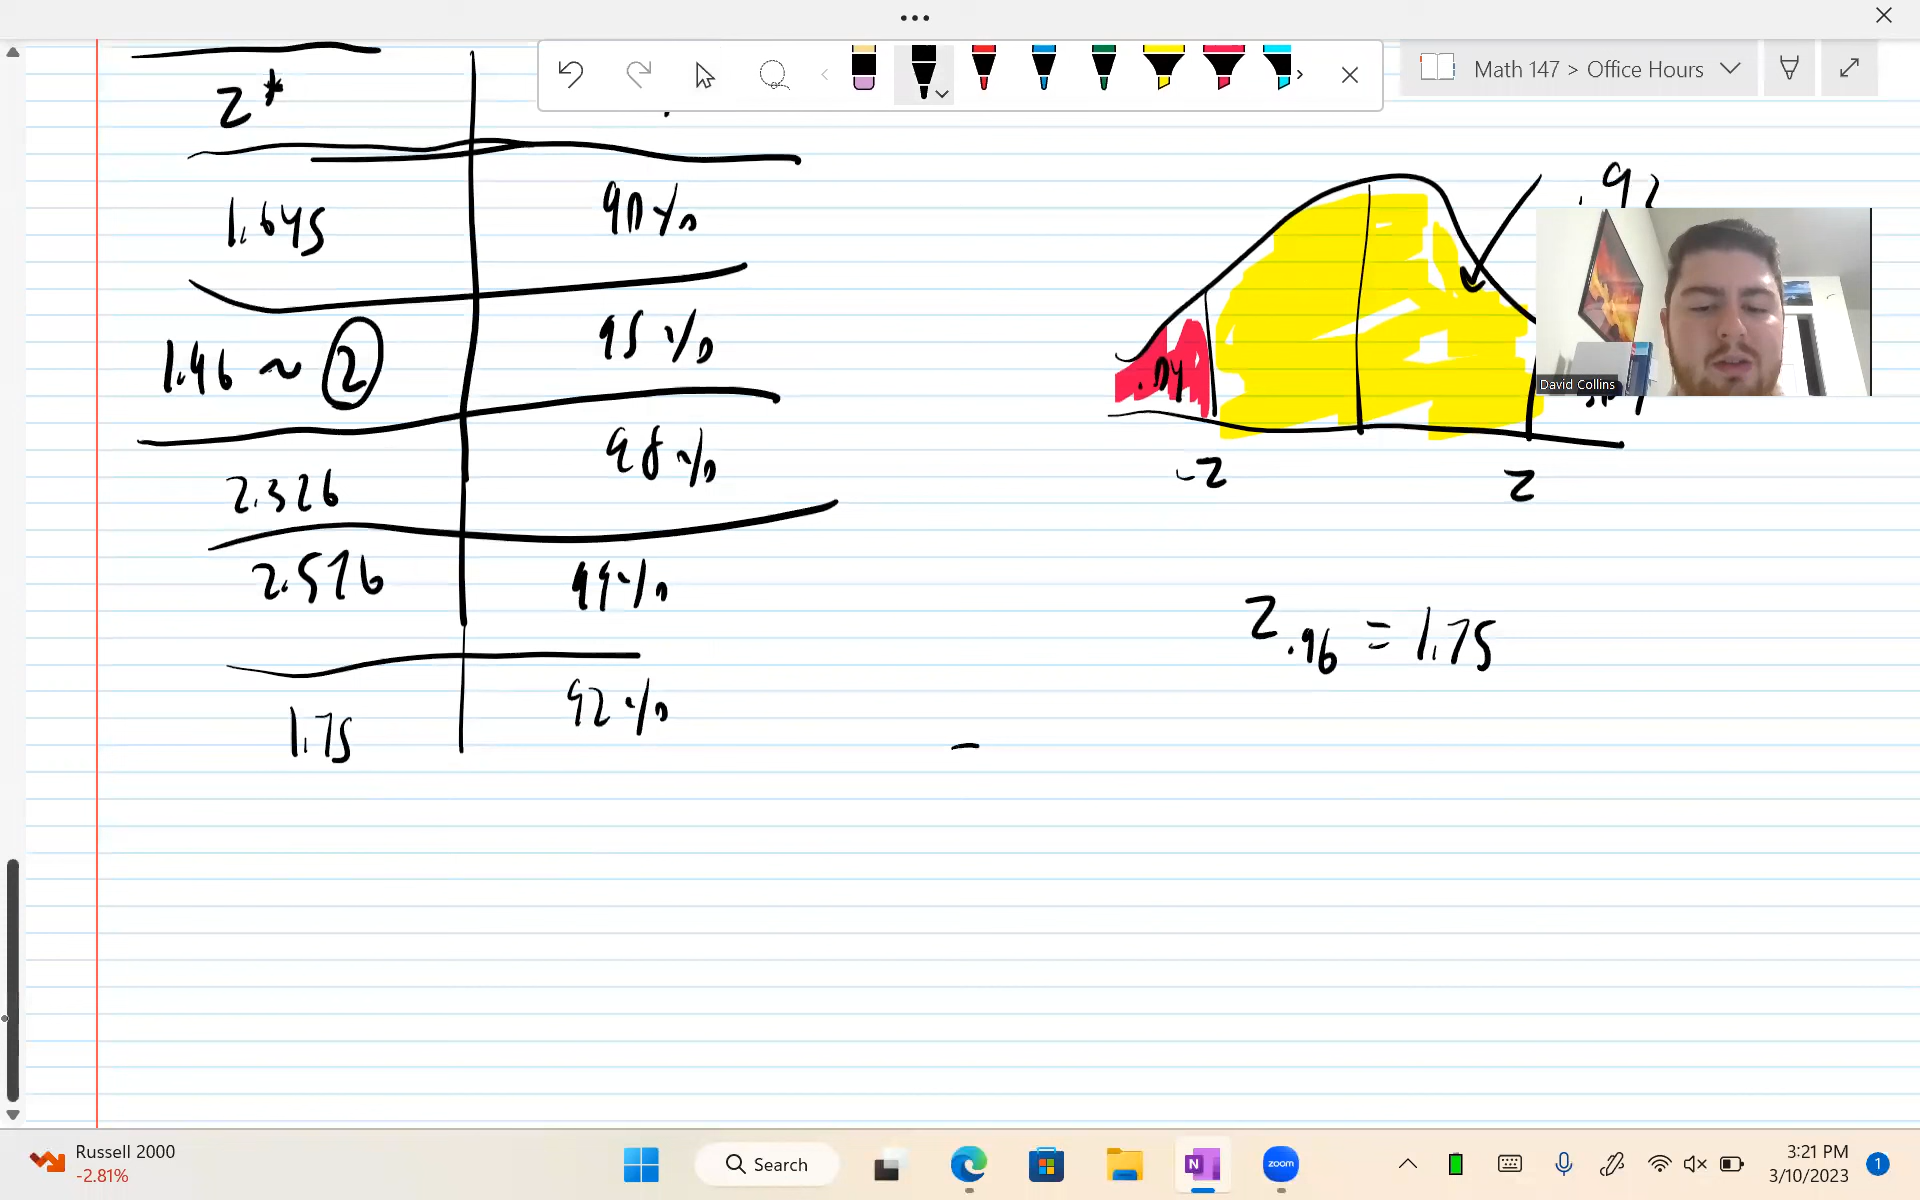 Math 147 > Office Hours
z*
1.645 90%
1.96 ~ 2 95%
2.326 98%
2.576 99%
1.75 92%
.92
.04
David Collins
-z z
z.96 = 1.75
Russell 2000
-2.81%
Search
zoom
3:21 PM
3/10/2023
1